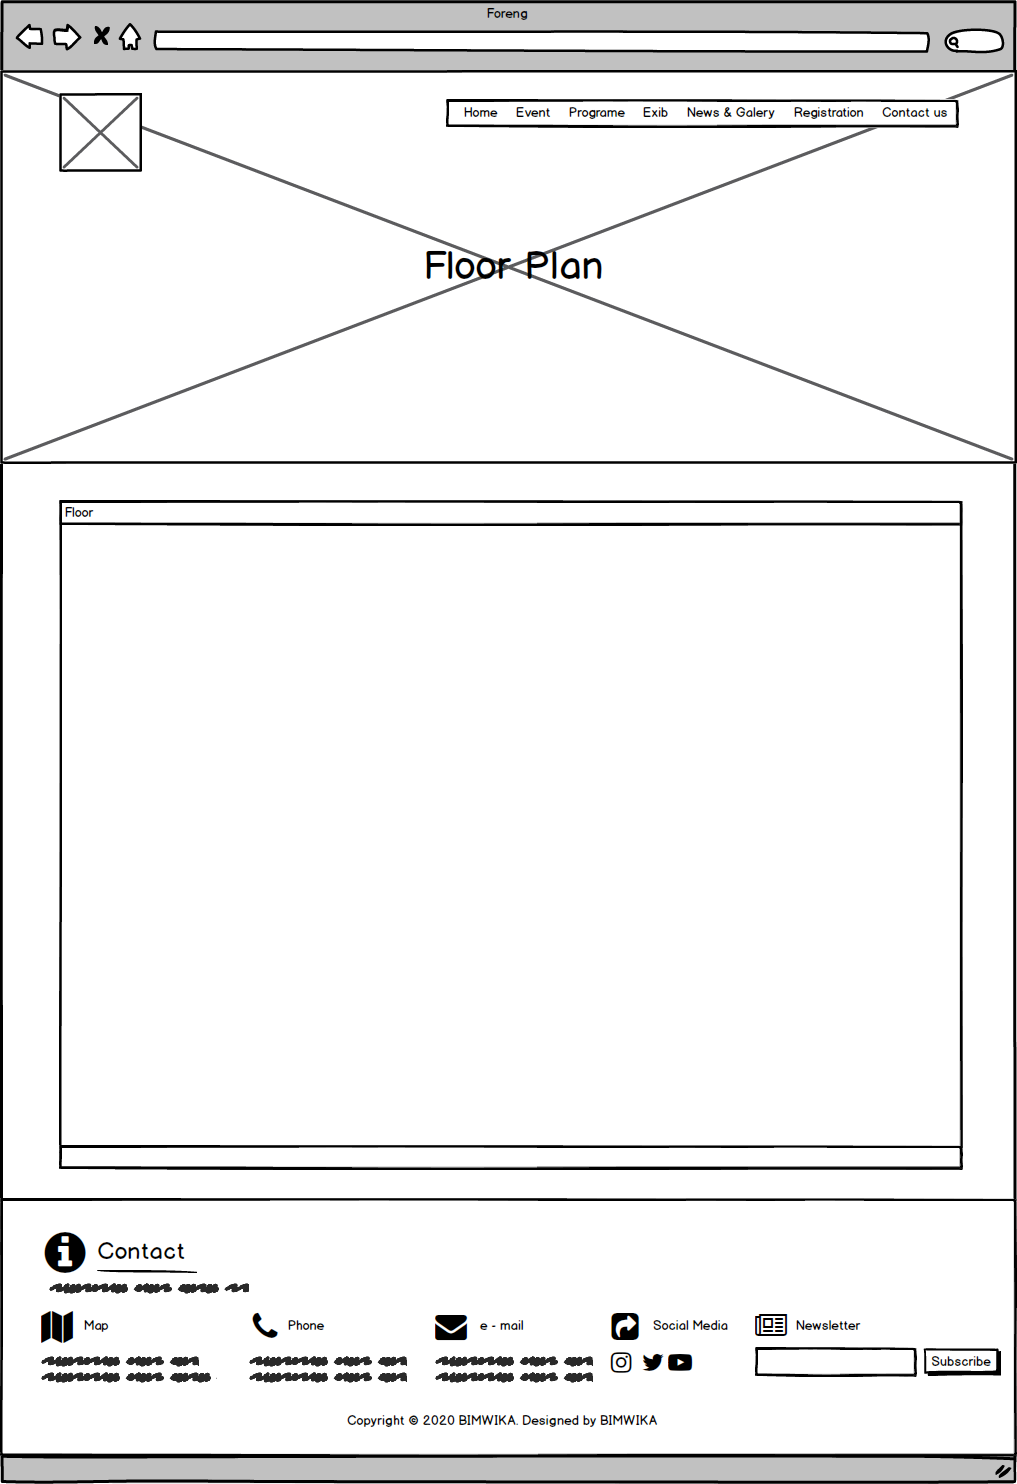 Foreng
Home Event Programe Exib News & Galery Registration Contact us
Floor Plan
Floor
Contact
Map Phone e - mail Social Media Newsletter
Subscribe
Copyright © 2020 BIMWIKA. Designed by BIMWIKA